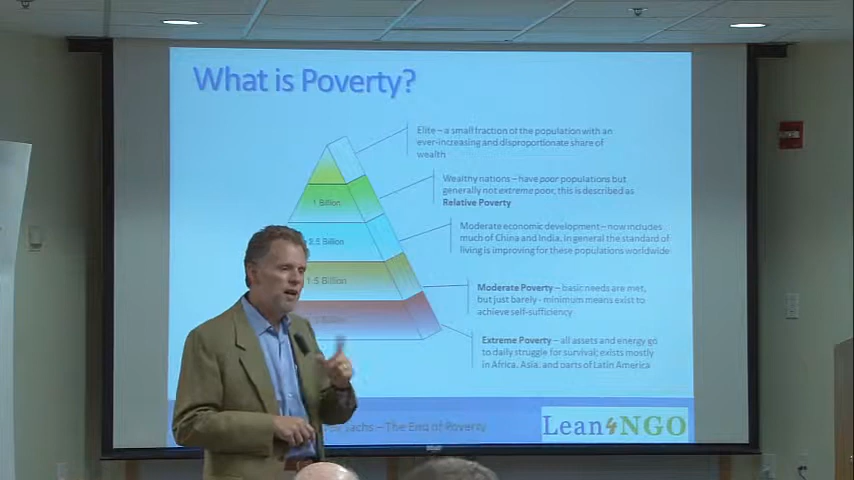 What is Poverty?
Elite – a small fraction of the population with an
ever-increasing and disproportionate share of
wealth
Wealthy nations – have poor populations but
generally not extreme poor, this is described as
Relative Poverty
1 Billion
Moderate economic development – now includes
much of China and India, in general the standard of
living is improving for these populations worldwide
2.5 Billion
1.5 Billion
Moderate Poverty – basic needs are met,
but just barely - minimum means exist to
achieve self-sufficiency
Extreme Poverty – all assets and energy go
to daily struggle for survival; exists mostly
in Africa, Asia, and parts of Latin America
Sachs – The End of Poverty
Lean4NGO